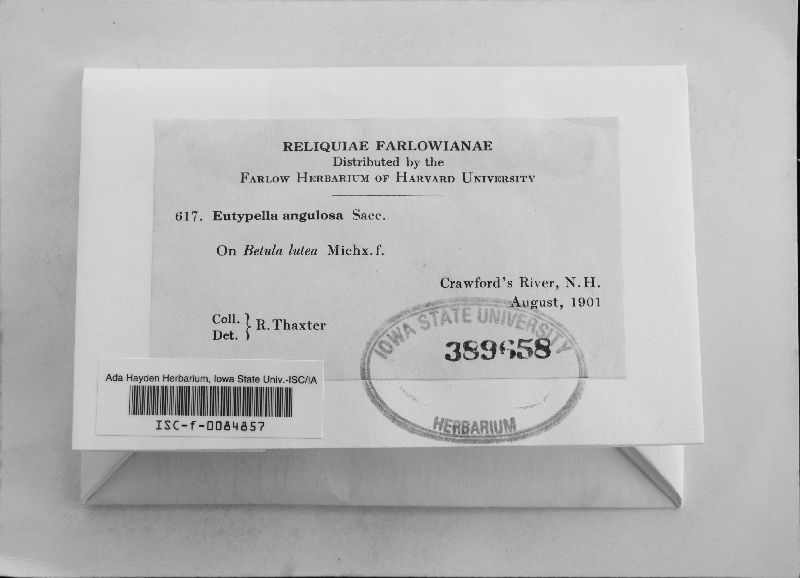 RELIQUIAE FARLOWIANAE
Distributed by the
FARLOW HERBARIUM OF HARVARD UNIVERSITY
617. Eutypella angulosa Sacc.
On Betula lutea Michx. f.
Crawford's River, N. H.
August, 1901
Coll. } R. Thaxter
Det.
IOWA STATE UNIVERSITY
389658
HERBARIUM
Ada Hayden Herbarium, Iowa State Univ.-ISC/IA
ISC-f-0084857